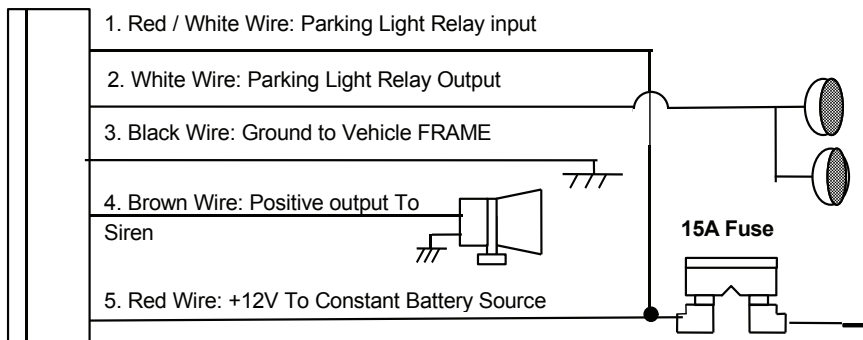 1. Red / White Wire: Parking Light Relay input
2. White Wire: Parking Light Relay Output
3. Black Wire: Ground to Vehicle FRAME
4. Brown Wire: Positive output To
Siren
15A Fuse
5. Red Wire: +12V To Constant Battery Source